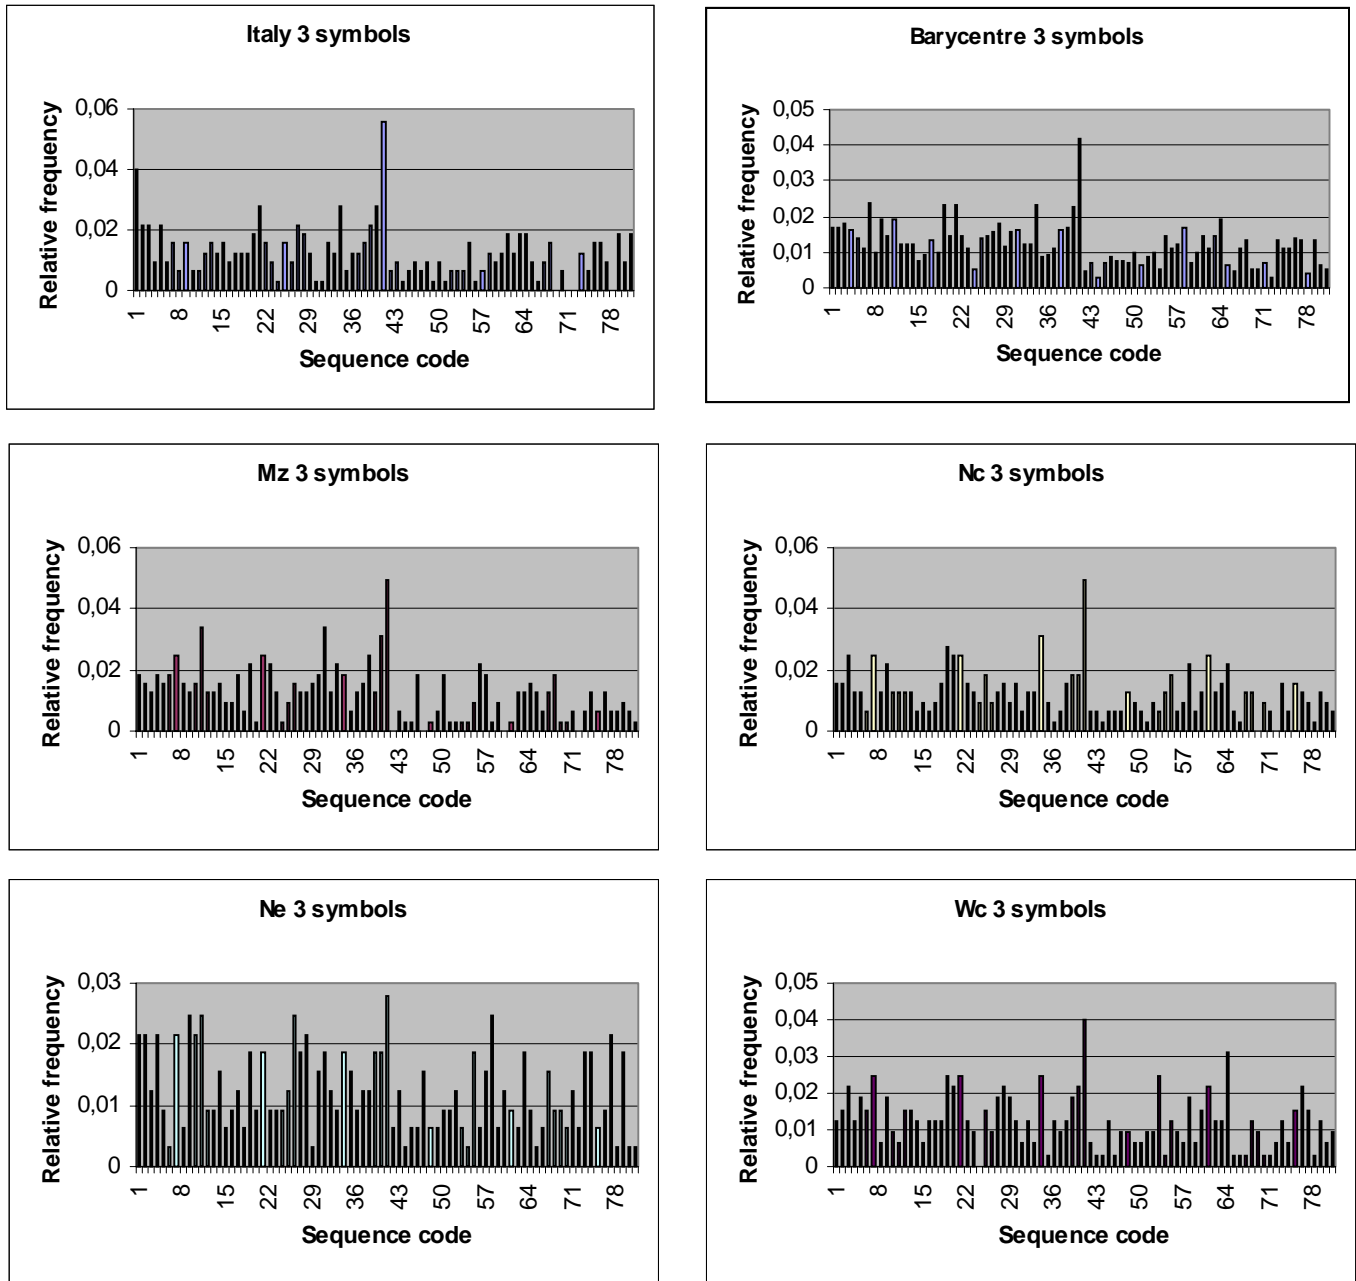 Italy 3 symbols
Relative frequency
0,06
0,04
0,02
0
1 8 15 22 29 36 43 50 57 64 71 78
Sequence code
Barycentre 3 symbols
Relative frequency
0,05
0,04
0,03
0,02
0,01
0
1 8 15 22 29 36 43 50 57 64 71 78
Sequence code
Mz 3 symbols
Relative frequency
0,06
0,04
0,02
0
1 8 15 22 29 36 43 50 57 64 71 78
Sequence code
Nc 3 symbols
Relative frequency
0,06
0,04
0,02
0
1 8 15 22 29 36 43 50 57 64 71 78
Sequence code
Ne 3 symbols
Relative frequency
0,03
0,02
0,01
0
1 8 15 22 29 36 43 50 57 64 71 78
Sequence code
Wc 3 symbols
Relative frequency
0,05
0,04
0,03
0,02
0,01
0
1 8 15 22 29 36 43 50 57 64 71 78
Sequence code